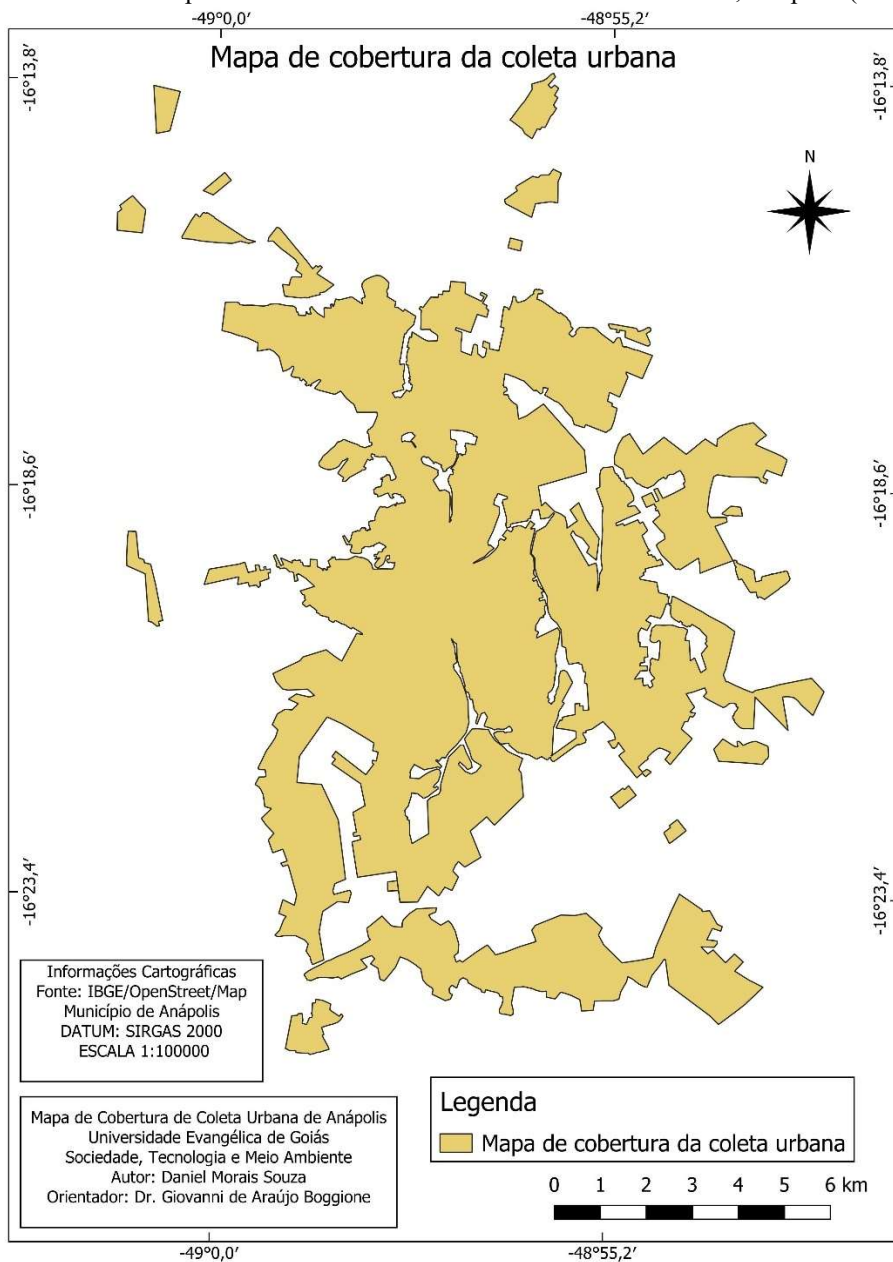 -49°0,0'
-48°55,2'
Mapa de cobertura da coleta urbana
-16°13,8'
-16°13,8'
N
-16°18,6'
-16°18,6'
-16°23,4'
-16°23,4'
Informações Cartográficas
Fonte: IBGE/OpenStreet/Map
Município de Anápolis
DATUM: SIRGAS 2000
ESCALA 1:100000
Mapa de Cobertura de Coleta Urbana de Anápolis
Universidade Evangélica de Goiás
Sociedade, Tecnologia e Meio Ambiente
Autor: Daniel Morais Souza
Orientador: Dr. Giovanni de Araújo Boggione
Legenda
Mapa de cobertura da coleta urbana
0 1 2 3 4 5 6 km
-49°0,0'
-48°55,2'